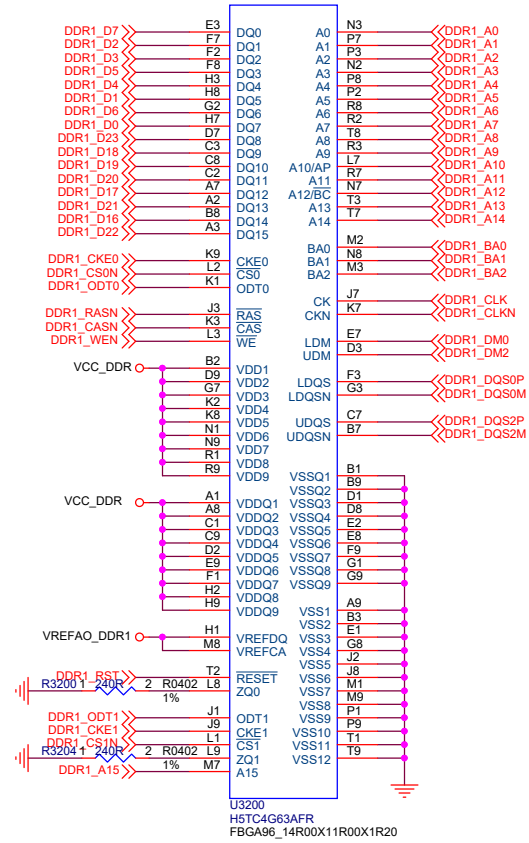 DDR1_D7 E3 DQ0 A0 N3 DDR1_A0
DDR1_D2 F7 DQ1 A1 P7 DDR1_A1
DDR1_D3 F2 DQ2 A2 P3 DDR1_A2
DDR1_D5 F8 DQ3 A3 N2 DDR1_A3
DDR1_D4 H3 DQ4 A4 P8 DDR1_A4
DDR1_D1 H8 DQ5 A5 P2 DDR1_A5
DDR1_D6 G2 DQ6 A6 R8 DDR1_A6
DDR1_D0 H7 DQ7 A7 R2 DDR1_A7
DDR1_D23 D7 DQ8 A8 T8 DDR1_A8
DDR1_D18 C3 DQ9 A9 R3 DDR1_A9
DDR1_D19 C8 DQ10 A10/AP L7 DDR1_A10
DDR1_D20 C2 DQ11 A11 R7 DDR1_A11
DDR1_D17 A7 DQ12 A12/BC N7 DDR1_A12
DDR1_D21 A2 DQ13 A13 T3 DDR1_A13
DDR1_D16 B8 DQ14 A14 T7 DDR1_A14
DDR1_D22 A3 DQ15
BA0 M2 DDR1_BA0
DDR1_CKE0 K9 CKE0 BA1 N8 DDR1_BA1
DDR1_CS0N L2 CS0 BA2 M3 DDR1_BA2
DDR1_ODT0 K1 ODT0
CK J7 DDR1_CLK
DDR1_RASN J3 RAS CKN K7 DDR1_CLKN
DDR1_CASN K3 CAS
DDR1_WEN L3 WE LDM E7 DDR1_DM0
UDM D3 DDR1_DM2
VCC_DDR B2 VDD1
D9 VDD2 LDQS F3 DDR1_DQS0P
G7 VDD3 LDQSN G3 DDR1_DQS0M
K2 VDD4
K8 VDD5 UDQS C7 DDR1_DQS2P
N1 VDD6 UDQSN B7 DDR1_DQS2M
N9 VDD7
R1 VDD8
R9 VDD9 VSSQ1 B1
VSSQ2 B9
VCC_DDR A1 VDDQ1 VSSQ3 D1
A8 VDDQ2 VSSQ4 D8
C1 VDDQ3 VSSQ5 E2
C9 VDDQ4 VSSQ6 E8
D2 VDDQ5 VSSQ7 F9
E9 VDDQ6 VSSQ8 G1
F1 VDDQ7 VSSQ9 G9
H2 VDDQ8
H9 VDDQ9 VSS1 A9
VSS2 B3
VREFAO_DDR1 H1 VREFDQ VSS3 E1
M8 VREFCA VSS4 G8
VSS5 J2
DDR1_RST T2 RESET VSS6 J8
R3200 1 240R 2 R0402 L8 ZQ0 VSS7 M1
1% VSS8 M9
DDR1_ODT1 J1 ODT1 VSS9 P1
DDR1_CKE1 J9 CKE1 VSS10 P9
DDR1_CS1N L1 CS1 VSS11 T1
R3204 1 240R 2 R0402 L9 ZQ1 VSS12 T9
1%
DDR1_A15 M7 A15
U3200
H5TC4G63AFR
FBGA96_14R00X11R00X1R20